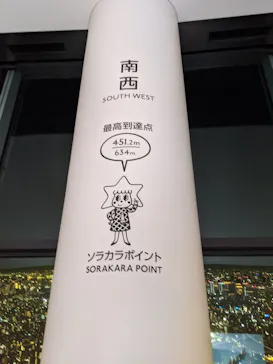 南
西
SOUTH WEST
最高到達点
451.2m
634m
ソラカラポイント
SORAKARA POINT